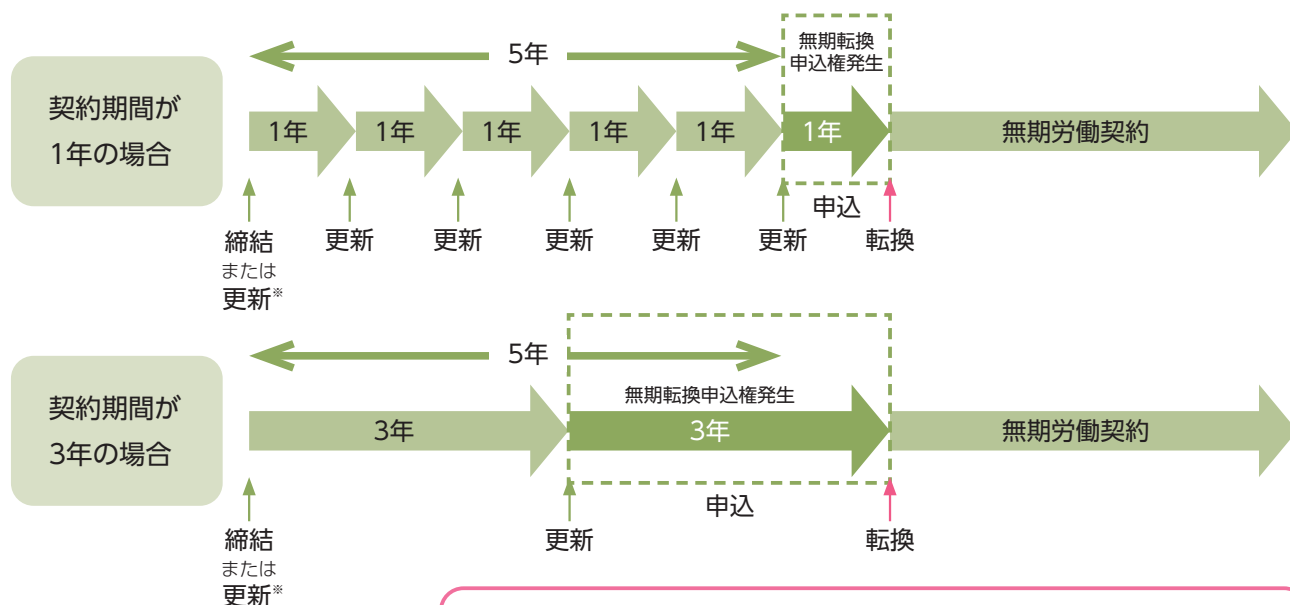 5年
無期転換
申込権発生
契約期間が
1年の場合
1年
1年
1年
1年
1年
1年
無期労働契約
申込
締結
または
更新※
更新
更新
更新
更新
更新
転換
5年
無期転換申込権発生
契約期間が
3年の場合
3年
3年
無期労働契約
申込
締結
または
更新※
更新
転換